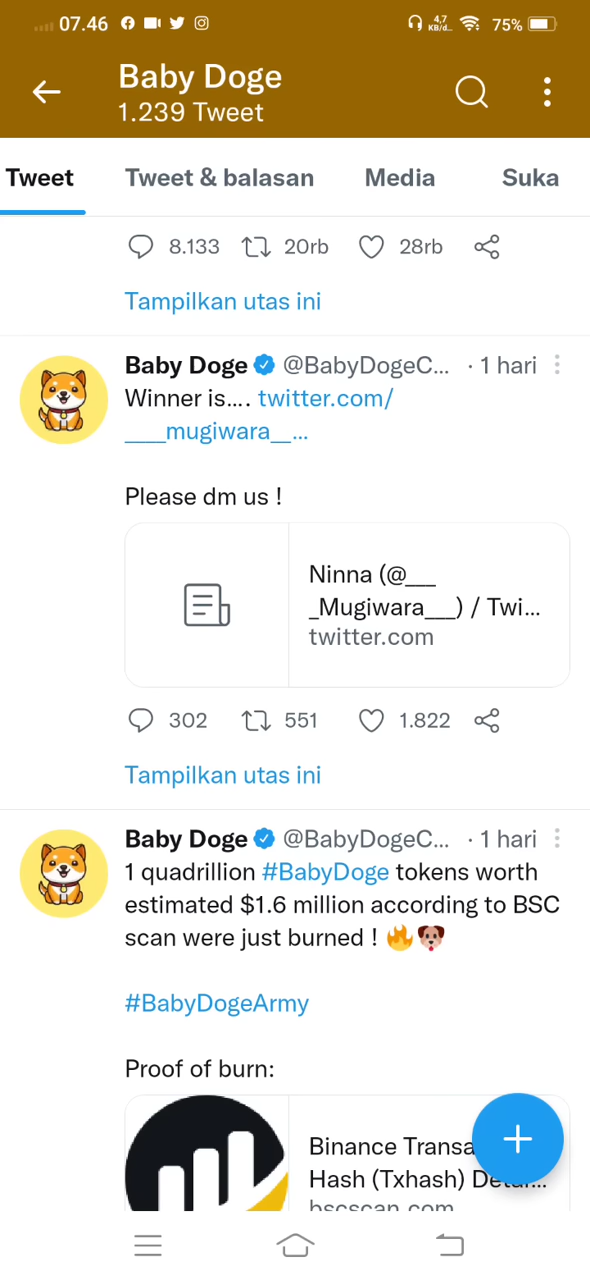 07.46 4,7 KB/d... 75%
Baby Doge
1.239 Tweet
Tweet Tweet & balasan Media Suka
8.133 20rb 28rb
Tampilkan utas ini
Baby Doge @BabyDogeC... · 1 hari
Winner is.... twitter.com/
____mugiwara__...
Please dm us !
Ninna (@___
_Mugiwara___) / Twi...
twitter.com
302 551 1.822
Tampilkan utas ini
Baby Doge @BabyDogeC... · 1 hari
1 quadrillion #BabyDoge tokens worth
estimated $1.6 million according to BSC
scan were just burned ! 🔥🐶
#BabyDogeArmy
Proof of burn:
Binance Transa
Hash (Txhash) Detai...
bscscan.com